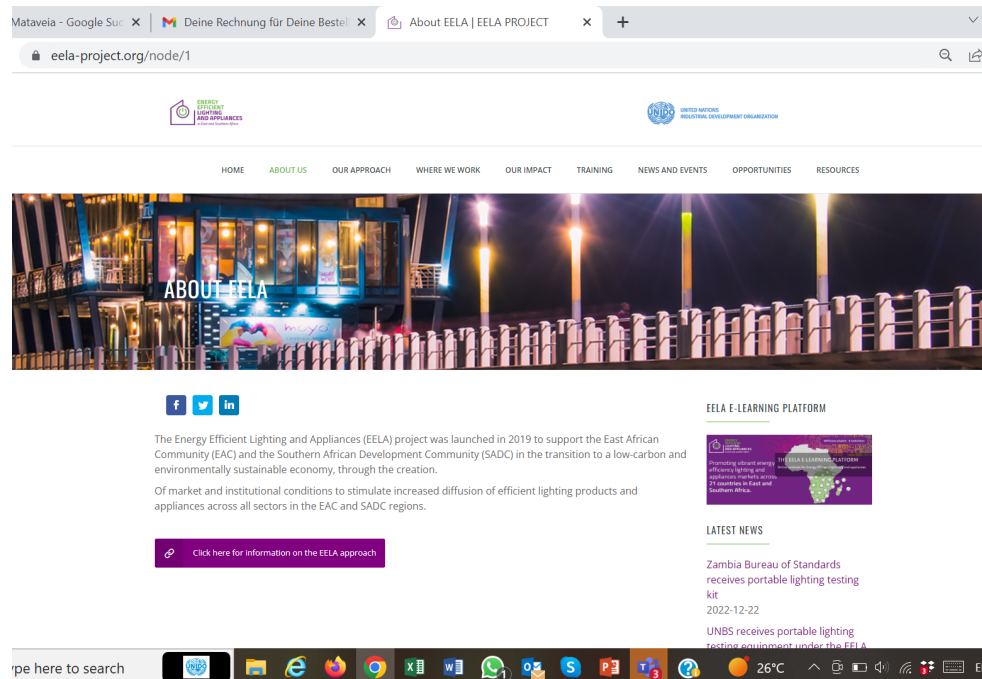 Mataveia - Google Suc
Deine Rechnung für Deine Bestel
About EELA | EELA PROJECT
eela-project.org/node/1
ENERGY
EFFICIENT
LIGHTING
AND APPLIANCES
in East and Southern Africa
UNIDO
UNITED NATIONS
INDUSTRIAL DEVELOPMENT ORGANIZATION
HOME ABOUT US OUR APPROACH WHERE WE WORK OUR IMPACT TRAINING NEWS AND EVENTS OPPORTUNITIES RESOURCES
ABOUT EELA
moyo
The Energy Efficient Lighting and Appliances (EELA) project was launched in 2019 to support the East African
Community (EAC) and the Southern African Development Community (SADC) in the transition to a low-carbon and
environmentally sustainable economy, through the creation.
Of market and institutional conditions to stimulate increased diffusion of efficient lighting products and
appliances across all sectors in the EAC and SADC regions.
Click here for information on the EELA approach
EELA E-LEARNING PLATFORM
Promoting vibrant energy
efficiency lighting and
appliances markets across
21 countries in East and
Southern Africa.
THE EELA E-LEARNING PLATFORM
LATEST NEWS
Zambia Bureau of Standards
receives portable lighting testing
kit
2022-12-22
UNBS receives portable lighting
testing equipment under the EELA
ype here to search
26°C